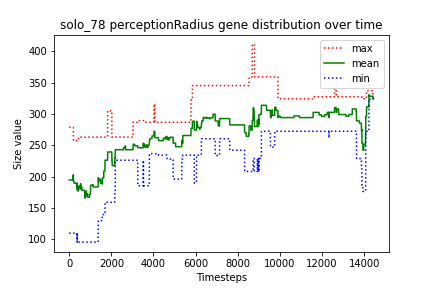 solo_78 perceptionRadius gene distribution over time
max
mean
min
Size value
400
350
300
250
200
150
100
0 2000 4000 6000 8000 10000 12000 14000
Timesteps